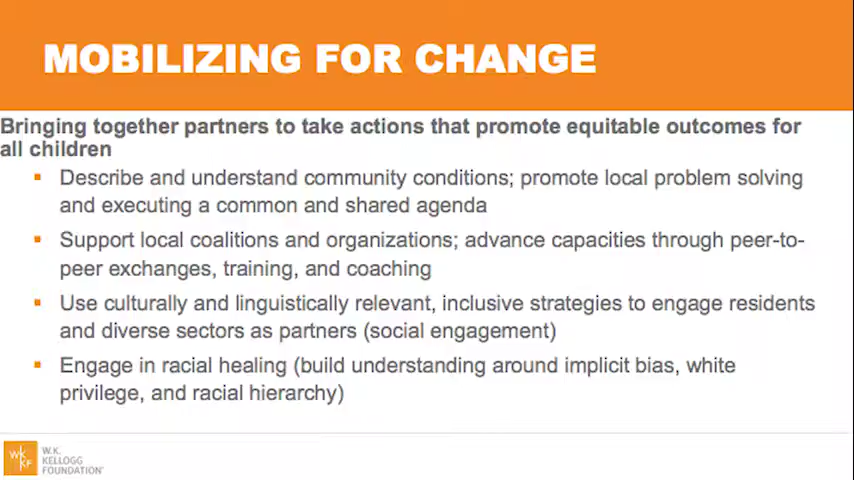 MOBILIZING FOR CHANGE
Bringing together partners to take actions that promote equitable outcomes for
all children
Describe and understand community conditions; promote local problem solving
and executing a common and shared agenda
Support local coalitions and organizations; advance capacities through peer-to-
peer exchanges, training, and coaching
Use culturally and linguistically relevant, inclusive strategies to engage residents
and diverse sectors as partners (social engagement)
Engage in racial healing (build understanding around implicit bias, white
privilege, and racial hierarchy)
WK
KF
W.K.
KELLOGG
FOUNDATION